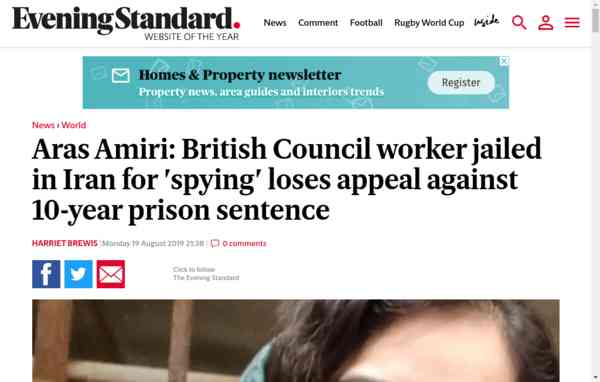 Evening Standard.
WEBSITE OF THE YEAR
News Comment Football Rugby World Cup Inside
Homes & Property newsletter
Property news, area guides and interiors trends
Register
News › World
Aras Amiri: British Council worker jailed
in Iran for 'spying' loses appeal against
10-year prison sentence
HARRIET BREWIS | Monday 19 August 2019 21:38 | 0 comments
Click to follow
The Evening Standard